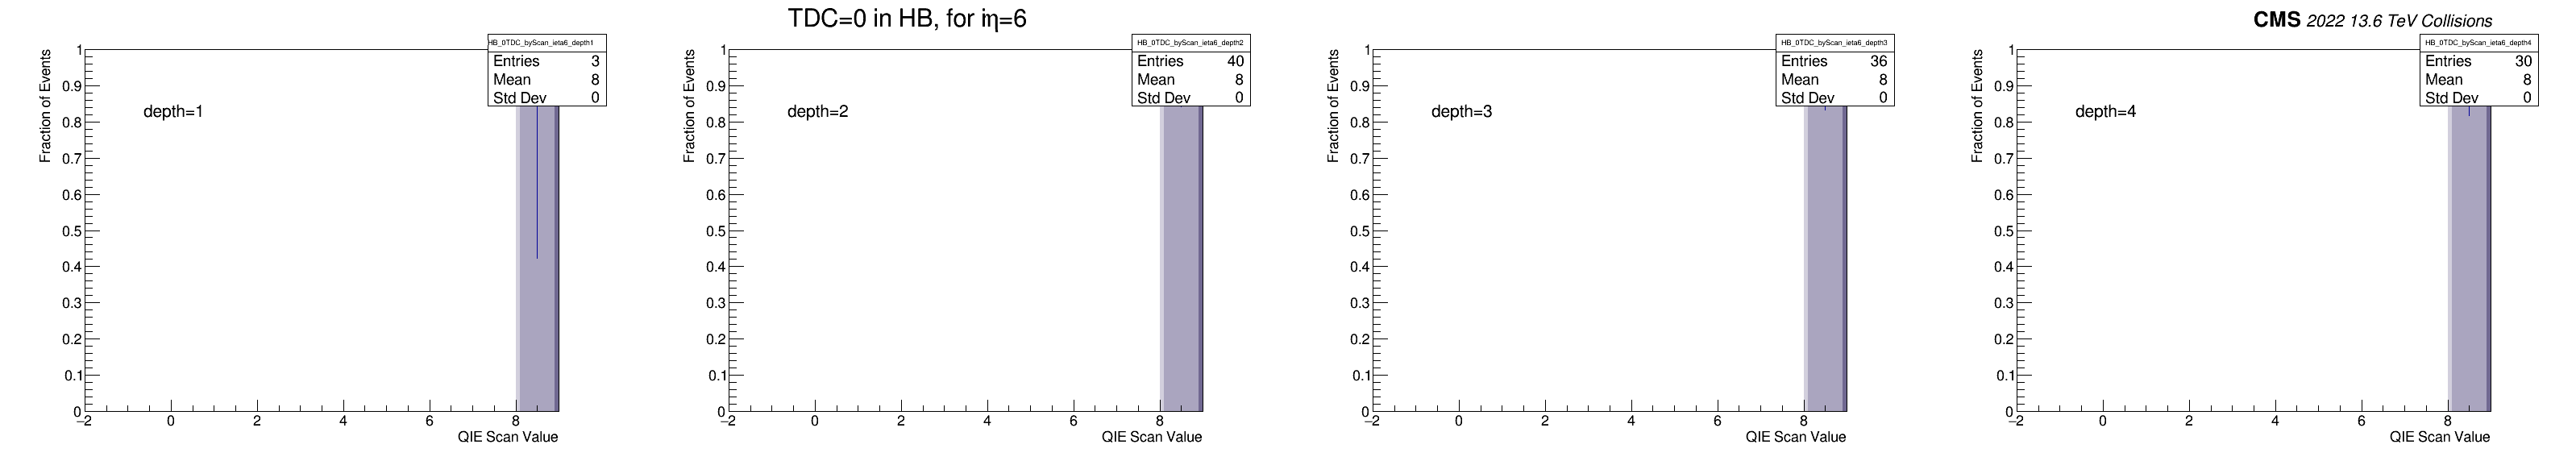 TDC=0 in HB, for iη=6
CMS 2022 13.6 TeV Collisions
HB_0TDC_byScan_ieta6_depth1
Entries 3
Mean 8
Std Dev 0
depth=1
Fraction of Events
1
0.9
0.8
0.7
0.6
0.5
0.4
0.3
0.2
0.1
0
−2 0 2 4 6 8
QIE Scan Value
HB_0TDC_byScan_ieta6_depth2
Entries 40
Mean 8
Std Dev 0
depth=2
Fraction of Events
1
0.9
0.8
0.7
0.6
0.5
0.4
0.3
0.2
0.1
0
−2 0 2 4 6 8
QIE Scan Value
HB_0TDC_byScan_ieta6_depth3
Entries 36
Mean 8
Std Dev 0
depth=3
Fraction of Events
1
0.9
0.8
0.7
0.6
0.5
0.4
0.3
0.2
0.1
0
−2 0 2 4 6 8
QIE Scan Value
HB_0TDC_byScan_ieta6_depth4
Entries 30
Mean 8
Std Dev 0
depth=4
Fraction of Events
1
0.9
0.8
0.7
0.6
0.5
0.4
0.3
0.2
0.1
0
−2 0 2 4 6 8
QIE Scan Value